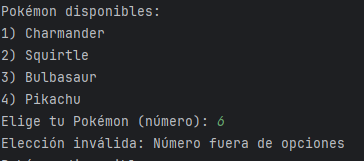 Pokémon disponibles:
1) Charmander
2) Squirtle
3) Bulbasaur
4) Pikachu
Elige tu Pokémon (número): 6
Elección inválida: Número fuera de opciones